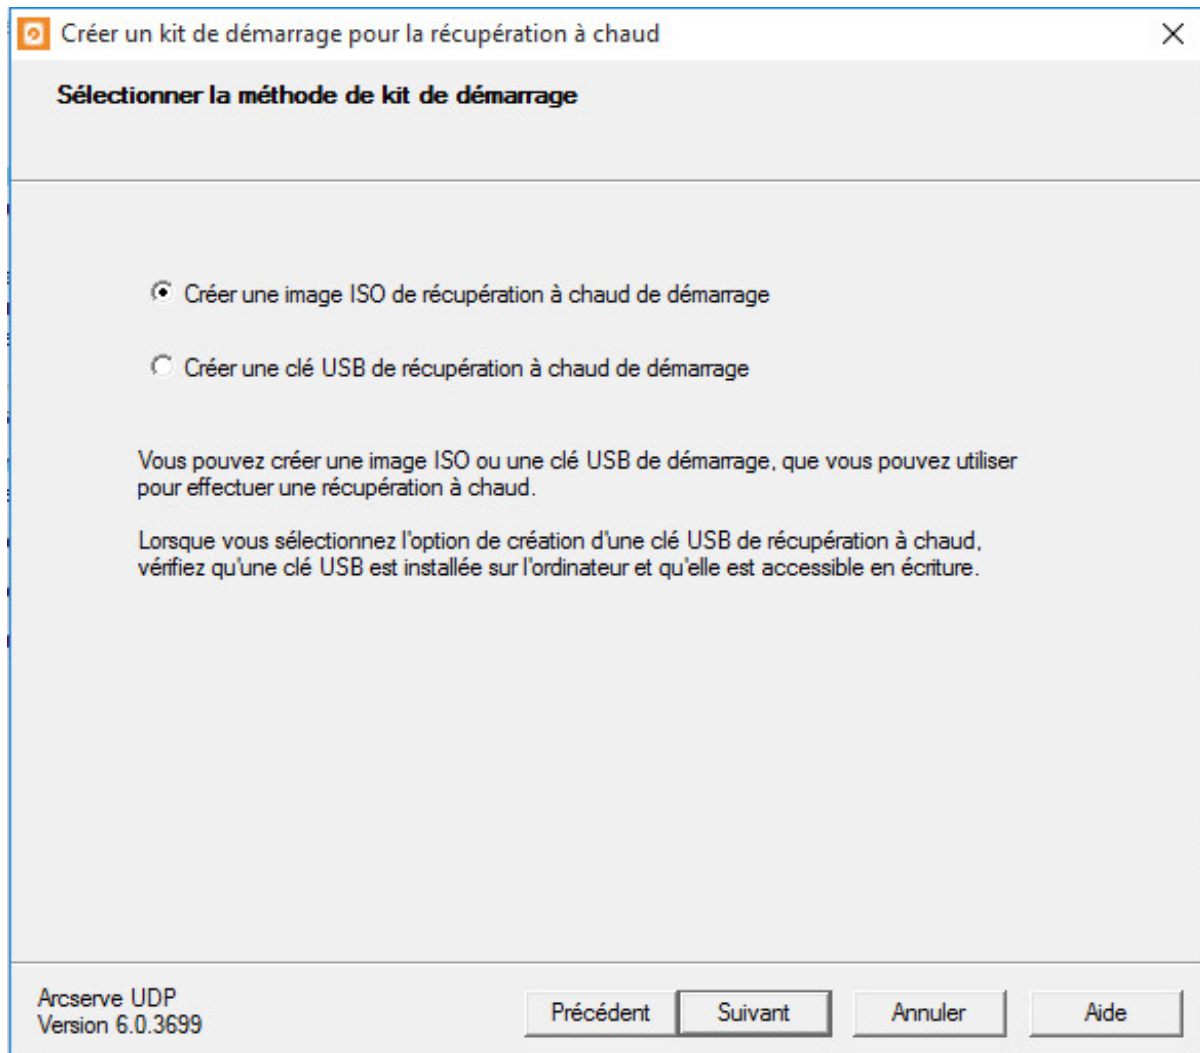 Créer un kit de démarrage pour la récupération à chaud
Sélectionner la méthode de kit de démarrage
Créer une image ISO de récupération à chaud de démarrage
Créer une clé USB de récupération à chaud de démarrage
Vous pouvez créer une image ISO ou une clé USB de démarrage, que vous pouvez utiliser
pour effectuer une récupération à chaud.
Lorsque vous sélectionnez l'option de création d'une clé USB de récupération à chaud,
vérifiez qu'une clé USB est installée sur l'ordinateur et qu'elle est accessible en écriture.
Arcserve UDP
Version 6.0.3699
Précédent Suivant Annuler Aide